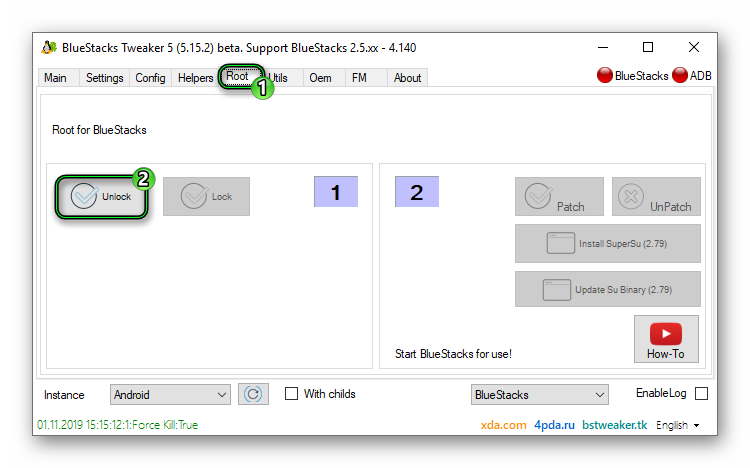 BlueStacks Tweaker 5 (5.15.2) beta. Support BlueStacks 2.5.xx - 4.140
Main Settings Config Helpers Root Utils Oem FM About BlueStacks ADB
1
Root for BlueStacks
2
Unlock Lock 1 2 Patch UnPatch
Install SuperSu (2.79)
Update Su Binary (2.79)
Start BlueStacks for use! How-To
Instance Android With childs BlueStacks EnableLog
01.11.2019 15:15:12:1:Force Kill:True xda.com 4pda.ru bstweaker.tk English